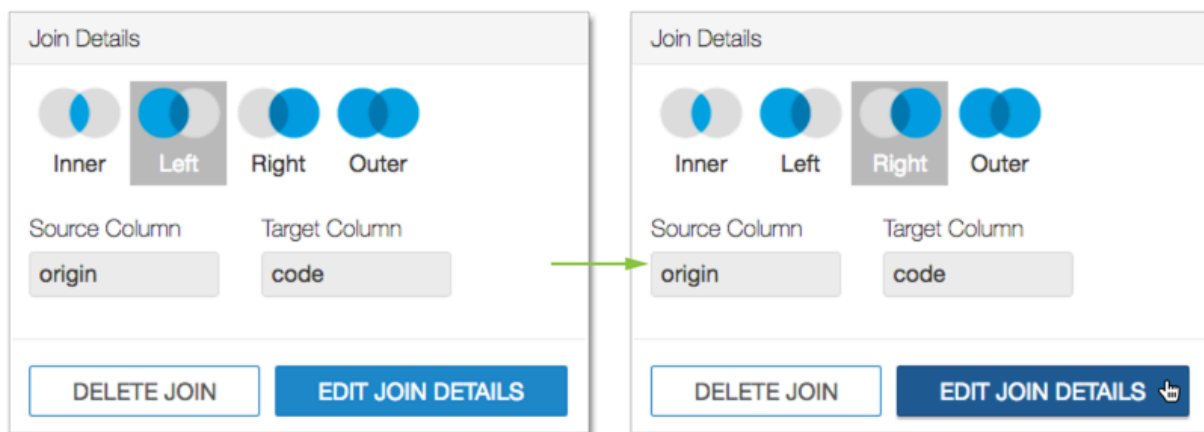 Join Details
Inner Left Right Outer
Source Column Target Column
origin code
DELETE JOIN EDIT JOIN DETAILS
Join Details
Inner Left Right Outer
Source Column Target Column
origin code
DELETE JOIN EDIT JOIN DETAILS